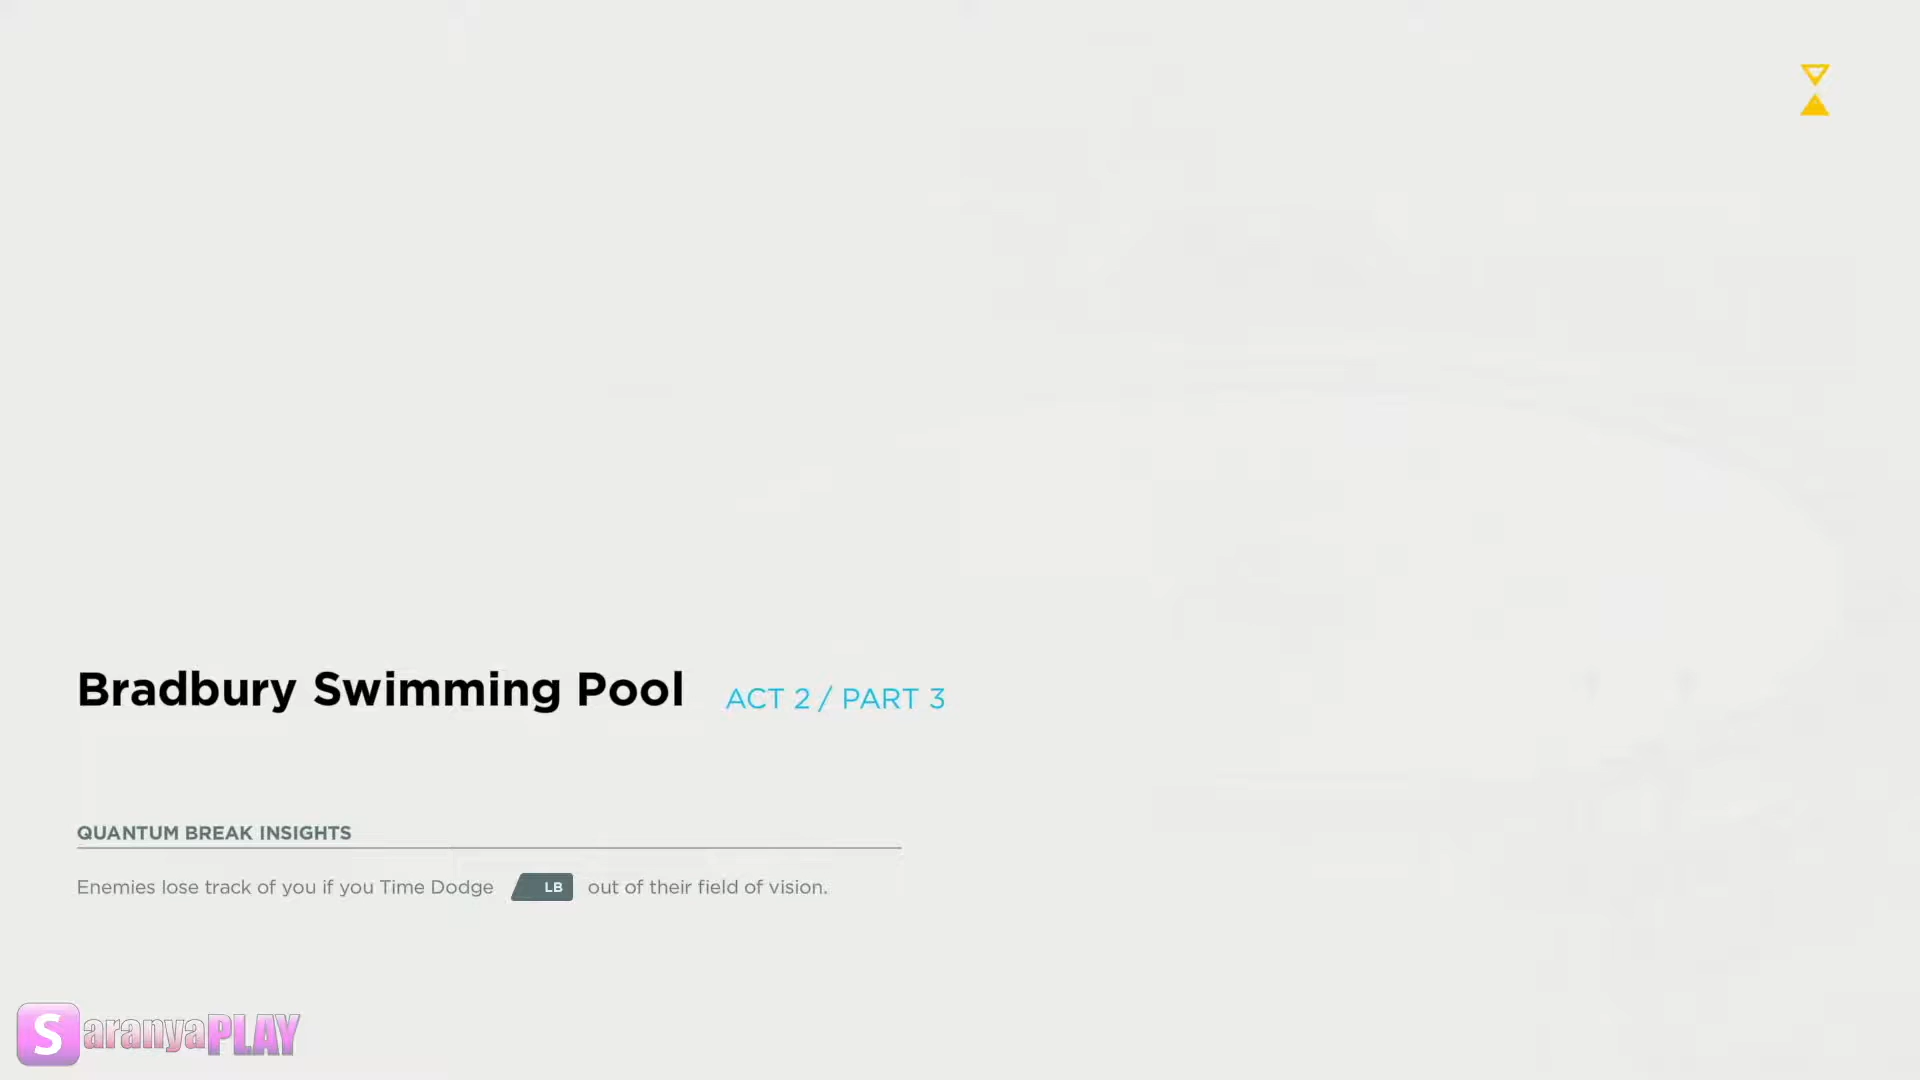 Bradbury Swimming Pool ACT 2 / PART 3
QUANTUM BREAK INSIGHTS
Enemies lose track of you if you Time Dodge LB out of their field of vision.
SaranyaPLAY